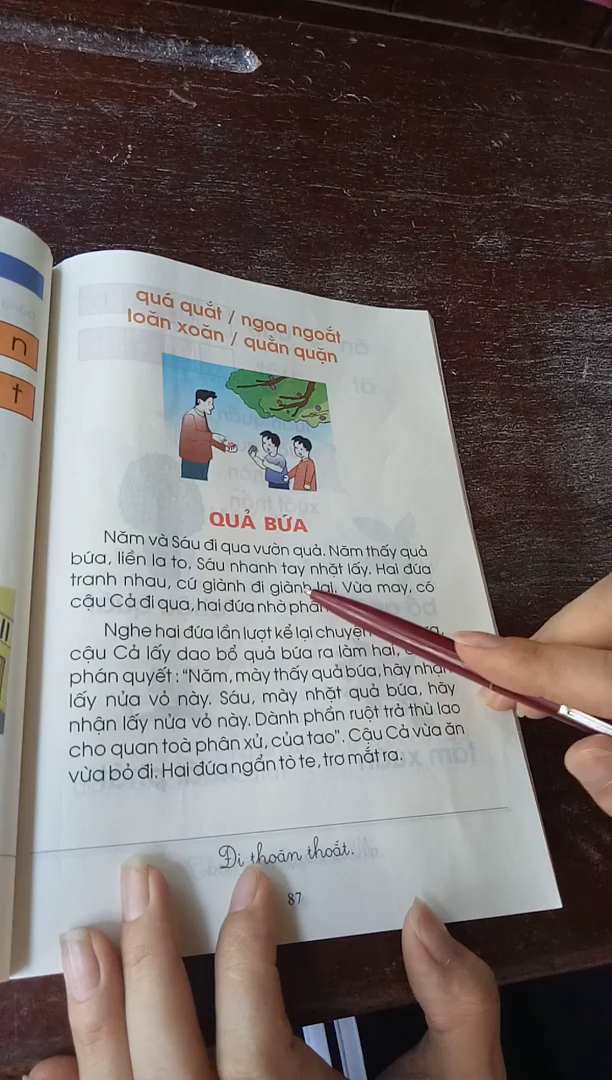 n
t
quá quắt / ngoa ngoắt
loăn xoăn / quằn quặn
QUẢ BỨA
Năm và Sáu đi qua vườn quả. Năm thấy quả
bứa, liền la to. Sáu nhanh tay nhặt lấy. Hai đứa
tranh nhau, cứ giành đi giành lại. Vừa may, có
cậu Cả đi qua, hai đứa nhờ
Nghe hai đứa lần lượt kể lại chuyện
cậu Cả lấy dao bổ quả bứa ra làm hai,
phán quyết : "Năm, mày thấy quả bứa, hãy nhận
lấy nửa vỏ này. Sáu, mày nhặt quả bứa, hãy
nhận lấy nửa vỏ này. Dành phần ruột trả thù lao
cho quan toà phân xử, của tao". Cậu Cả vừa ăn
vừa bỏ đi. Hai đứa ngẩn tò te, trơ mắt ra.
Đi thoăn thoắt.
87